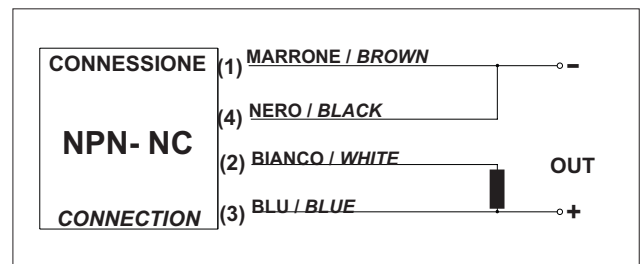 CONNESSIONE (1) MARRONE / BROWN -
(4) NERO / BLACK
NPN- NC
(2) BIANCO / WHITE OUT
CONNECTION (3) BLU / BLUE +